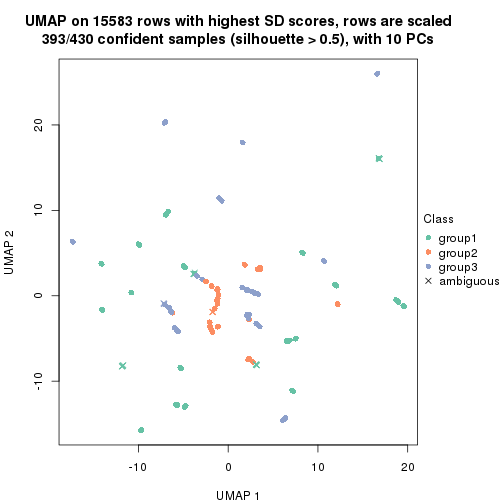 UMAP on 15583 rows with highest SD scores, rows are scaled
393/430 confident samples (silhouette > 0.5), with 10 PCs
20
10
0
-10
UMAP 2
-10
0
10
20
UMAP 1
Class
group1
group2
group3
ambiguous